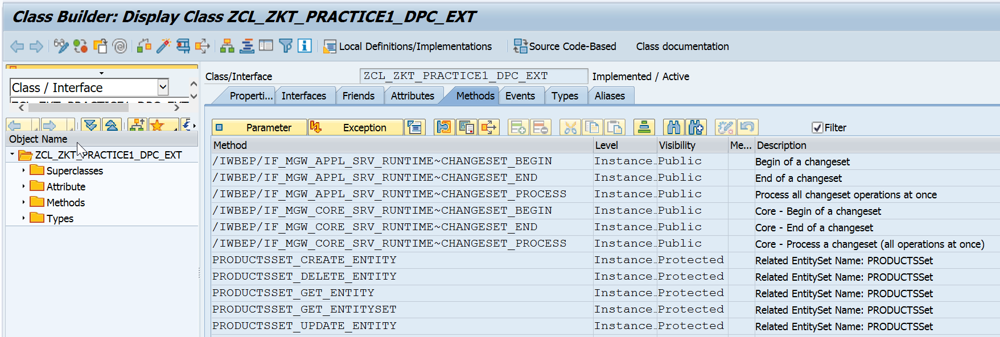 Class Builder: Display Class ZCL_ZKT_PRACTICE1_DPC_EXT
Local Definitions/Implementations Source Code-Based Class documentation
Class / Interface
Class/Interface ZCL_ZKT_PRACTICE1_DPC_EXT Implemented / Active
Properti... Interfaces Friends Attributes Methods Events Types Aliases
Parameter Exception Filter
Object Name
ZCL_ZKT_PRACTICE1_DPC_EXT
Superclasses
Attribute
Methods
Types
Method Level Visibility Me... Description
/IWBEP/IF_MGW_APPL_SRV_RUNTIME~CHANGESET_BEGIN Instance… Public Begin of a changeset
/IWBEP/IF_MGW_APPL_SRV_RUNTIME~CHANGESET_END Instance… Public End of a changeset
/IWBEP/IF_MGW_APPL_SRV_RUNTIME~CHANGESET_PROCESS Instance… Public Process all changeset operations at once
/IWBEP/IF_MGW_CORE_SRV_RUNTIME~CHANGESET_BEGIN Instance… Public Core - Begin of a changeset
/IWBEP/IF_MGW_CORE_SRV_RUNTIME~CHANGESET_END Instance… Public Core - End of a changeset
/IWBEP/IF_MGW_CORE_SRV_RUNTIME~CHANGESET_PROCESS Instance… Public Core - Process a changeset (all operations at once)
PRODUCTSSET_CREATE_ENTITY Instance… Protected Related EntitySet Name: PRODUCTSSet
PRODUCTSSET_DELETE_ENTITY Instance… Protected Related EntitySet Name: PRODUCTSSet
PRODUCTSSET_GET_ENTITY Instance… Protected Related EntitySet Name: PRODUCTSSet
PRODUCTSSET_GET_ENTITYSET Instance… Protected Related EntitySet Name: PRODUCTSSet
PRODUCTSSET_UPDATE_ENTITY Instance… Protected Related EntitySet Name: PRODUCTSSet